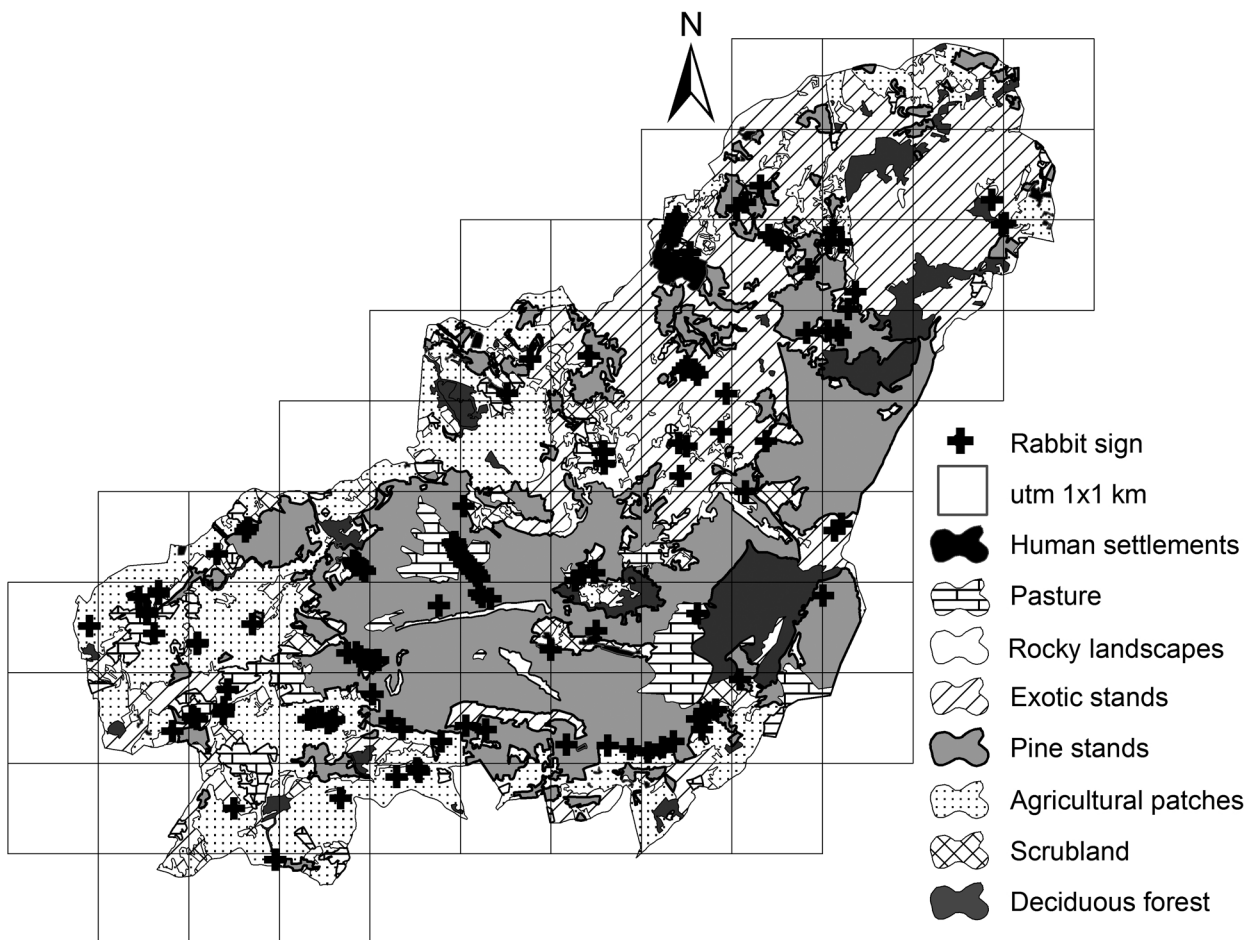 N
Rabbit sign
utm 1x1 km
Human settlements
Pasture
Rocky landscapes
Exotic stands
Pine stands
Agricultural patches
Scrubland
Deciduous forest